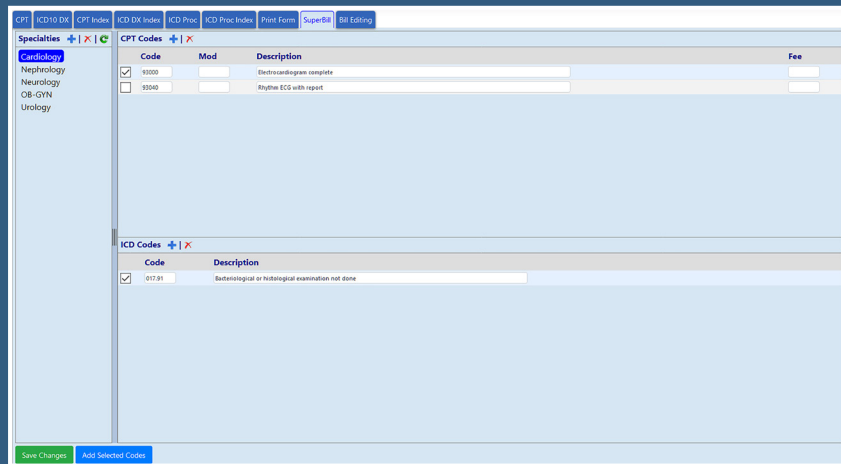 CPT ICD10 DX CPT Index ICD DX Index ICD Proc ICD Proc Index Print Form SuperBill Bill Editing
Specialties
Cardiology
Nephrology
Neurology
OB-GYN
Urology
CPT Codes
Code Mod Description Fee
93000 Electrocardiogram complete
93040 Rhythm ECG with report
ICD Codes
Code Description
017.91 Bacteriological or histological examination not done
Save Changes Add Selected Codes